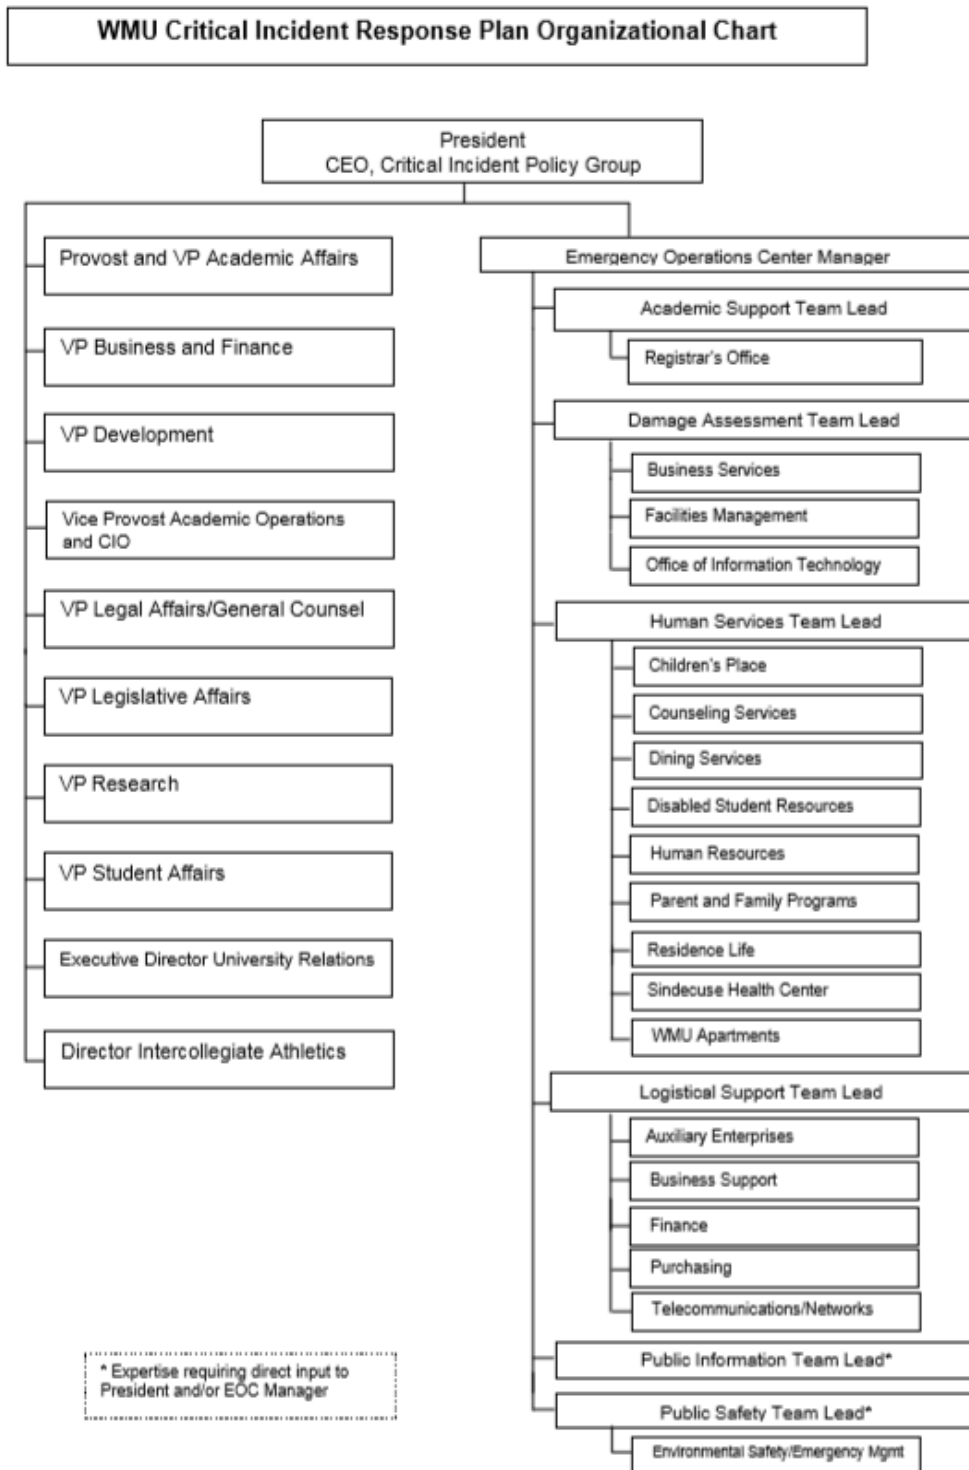 WMU Critical Incident Response Plan Organizational Chart
President
CEO, Critical Incident Policy Group
Provost and VP Academic Affairs
VP Business and Finance
VP Development
Vice Provost Academic Operations
and CIO
VP Legal Affairs/General Counsel
VP Legislative Affairs
VP Research
VP Student Affairs
Executive Director University Relations
Director Intercollegiate Athletics
Emergency Operations Center Manager
Academic Support Team Lead
Registrar's Office
Damage Assessment Team Lead
Business Services
Facilities Management
Office of Information Technology
Human Services Team Lead
Children's Place
Counseling Services
Dining Services
Disabled Student Resources
Human Resources
Parent and Family Programs
Residence Life
Sindecuse Health Center
WMU Apartments
Logistical Support Team Lead
Auxiliary Enterprises
Business Support
Finance
Purchasing
Telecommunications/Networks
Public Information Team Lead*
Public Safety Team Lead*
Environmental Safety/Emergency Mgmt
* Expertise requiring direct input to
President and/or EOC Manager